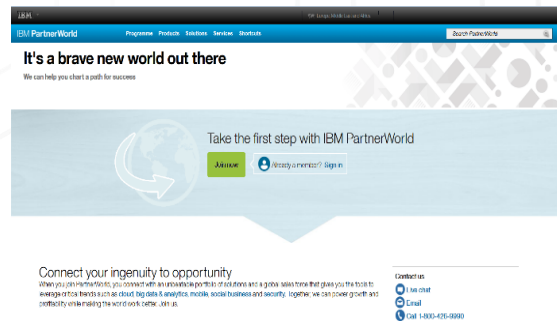 IBM
IBM PartnerWorld Programme Products Solutions Services Shortcuts Search PartnerWorld
It's a brave new world out there
We can help you chart a path for success
Take the first step with IBM PartnerWorld
Join now Already a member? Sign in
Connect your ingenuity to opportunity
When you join PartnerWorld, you connect with an unbeatable portfolio of solutions and a global sales force that give you the tools to
leverage critical trends such as cloud, big data & analytics, mobile, social business and security. Together, we can power growth and
profitability while making the world work better. Join us.
Contact us
Live chat
Email
Call 1-800-426-9990